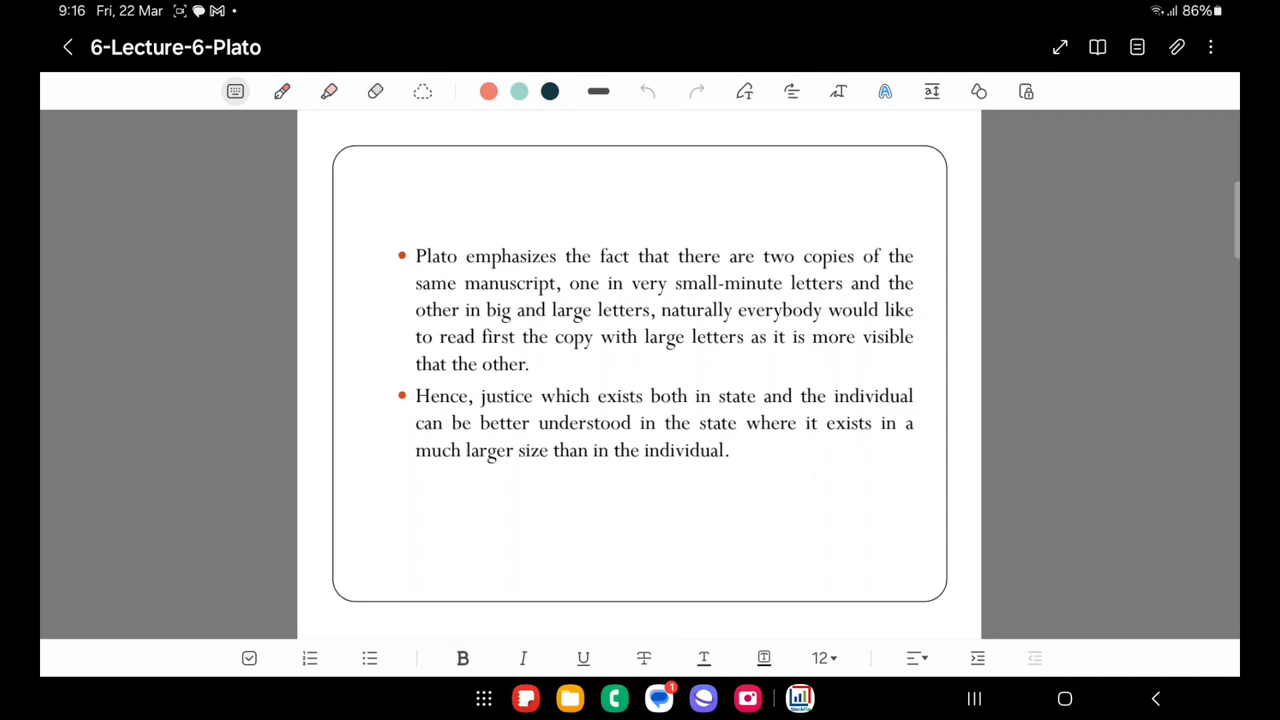 9:16 Fri, 22 Mar
86%
6-Lecture-6-Plato
• Plato emphasizes the fact that there are two copies of the
same manuscript, one in very small-minute letters and the
other in big and large letters, naturally everybody would like
to read first the copy with large letters as it is more visible
that the other.
• Hence, justice which exists both in state and the individual
can be better understood in the state where it exists in a
much larger size than in the individual.
B I U T T T 12
1